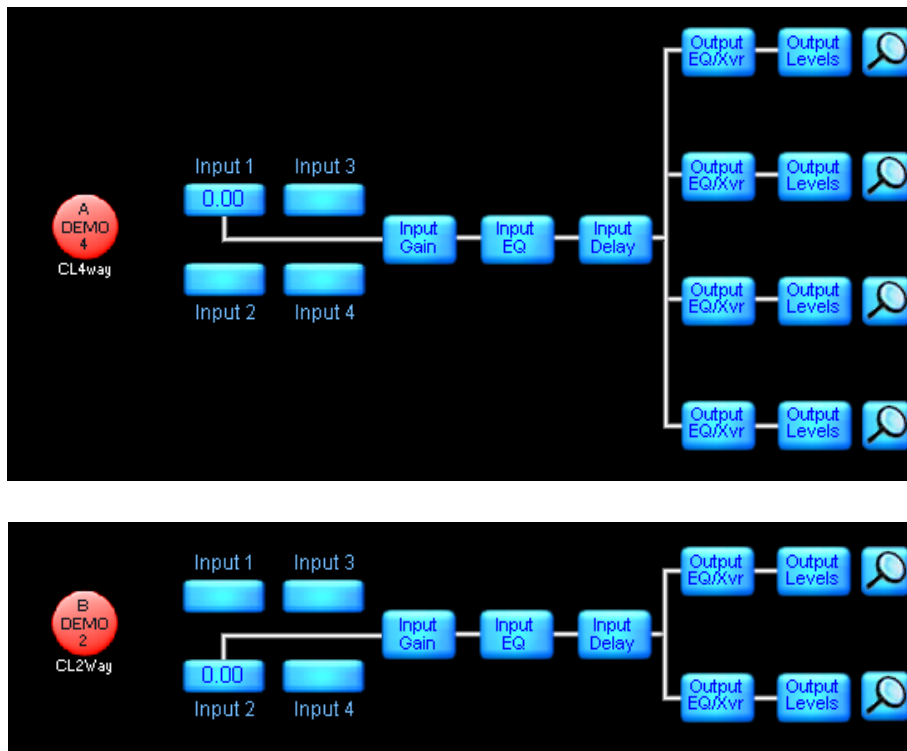 Output
EQ/Xvr
Output
Levels
Input 1
Input 3
Output
EQ/Xvr
Output
Levels
0.00
A
DEMO
4
CL4way
Input
Gain
Input
EQ
Input
Delay
Input 2
Input 4
Output
EQ/Xvr
Output
Levels
Output
EQ/Xvr
Output
Levels
Input 1
Input 3
Output
EQ/Xvr
Output
Levels
B
DEMO
2
CL2Way
Input
Gain
Input
EQ
Input
Delay
0.00
Input 2
Input 4
Output
EQ/Xvr
Output
Levels